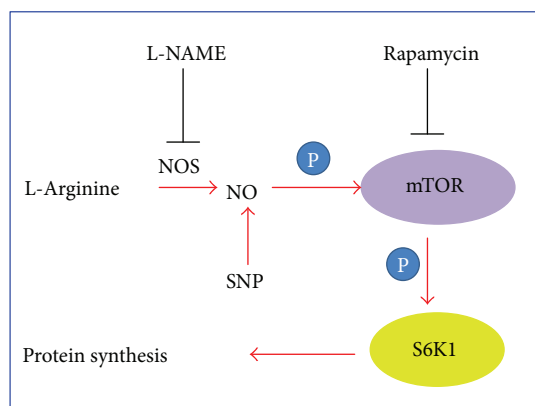 L-NAME
Rapamycin
NOS
P
L-Arginine
NO
mTOR
P
SNP
Protein synthesis
S6K1